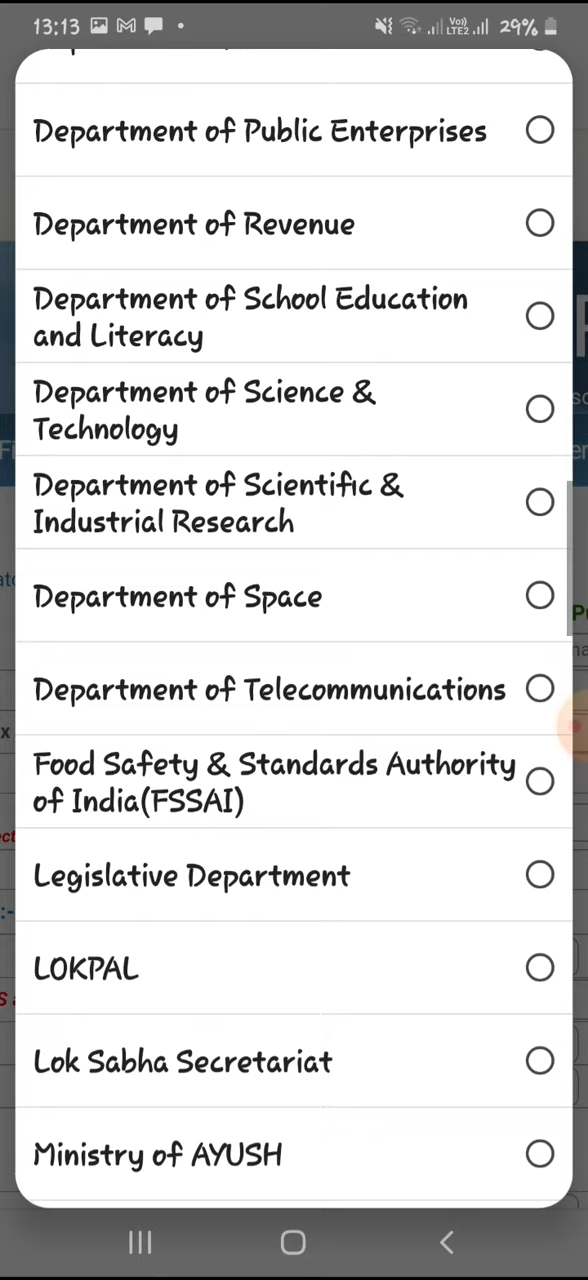 13:13
Vo))
LTE2
29%
Department of Public Enterprises
Department of Revenue
Department of School Education
and Literacy
Department of Science &
Technology
Department of Scientific &
Industrial Research
Department of Space
Department of Telecommunications
Food Safety & Standards Authority
of India(FSSAI)
Legislative Department
LOKPAL
Lok Sabha Secretariat
Ministry of AYUSH